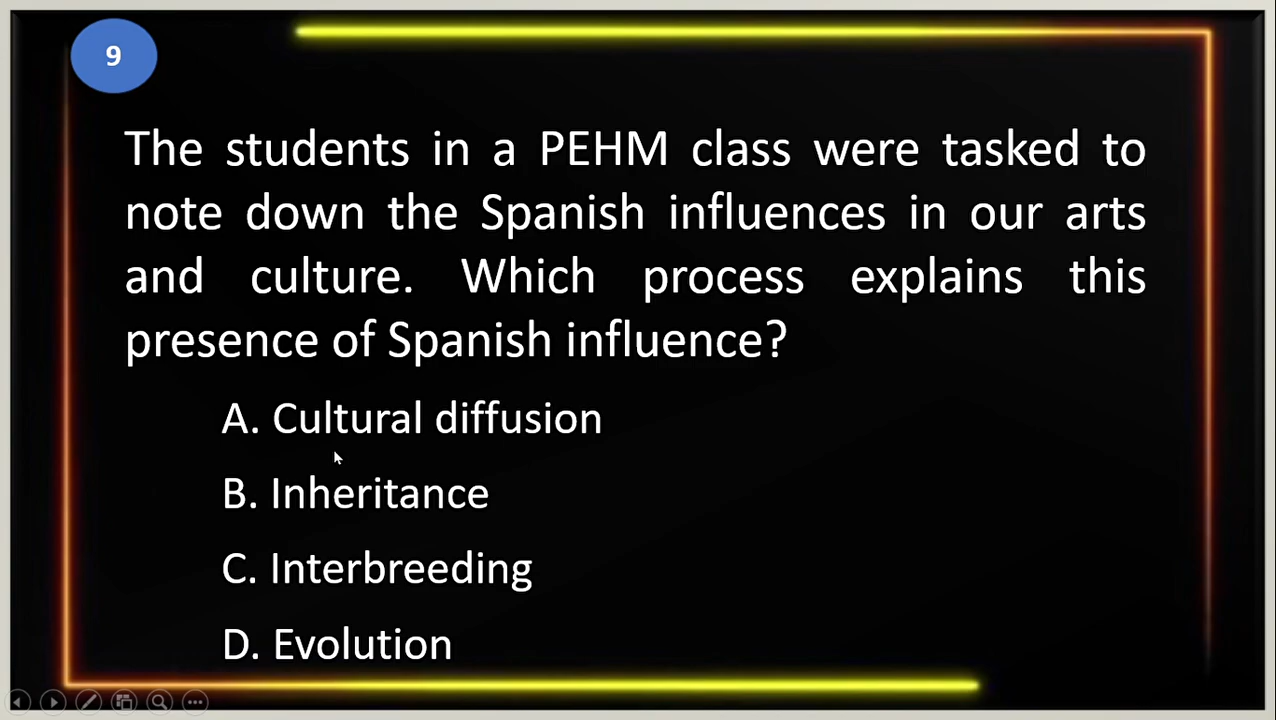 9
The students in a PEHM class were tasked to
note down the Spanish influences in our arts
and culture. Which process explains this
presence of Spanish influence?
A. Cultural diffusion
B. Inheritance
C. Interbreeding
D. Evolution